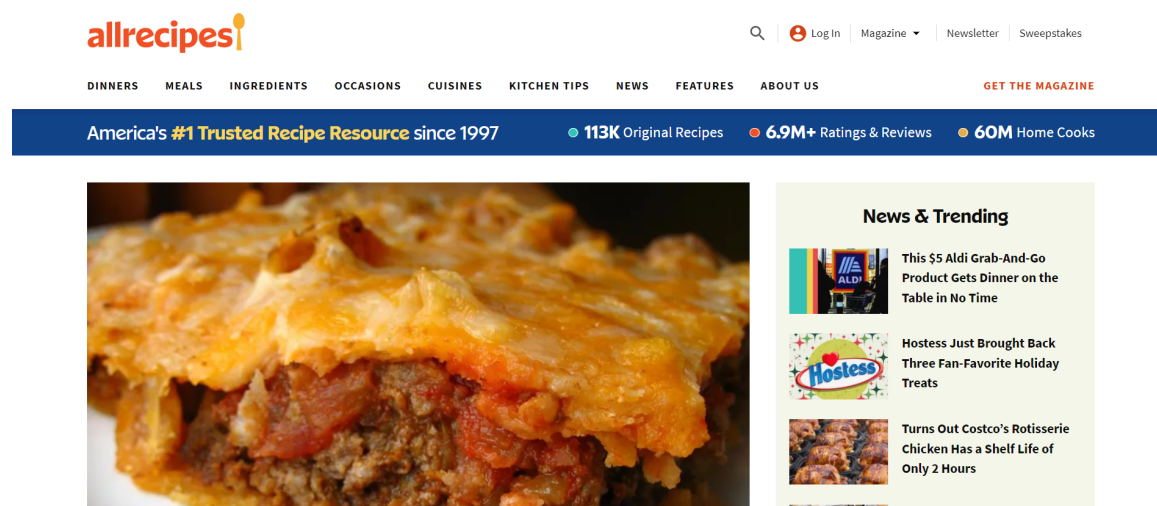 allrecipes
Log In
Magazine
Newsletter
Sweepstakes
DINNERS
MEALS
INGREDIENTS
OCCASIONS
CUISINES
KITCHEN TIPS
NEWS
FEATURES
ABOUT US
GET THE MAGAZINE
America's #1 Trusted Recipe Resource since 1997
113K Original Recipes
6.9M+ Ratings & Reviews
60M Home Cooks
News & Trending
ALDI
This $5 Aldi Grab-And-Go
Product Gets Dinner on the
Table in No Time
Hostess
Hostess Just Brought Back
Three Fan-Favorite Holiday
Treats
Turns Out Costco's Rotisserie
Chicken Has a Shelf Life of
Only 2 Hours